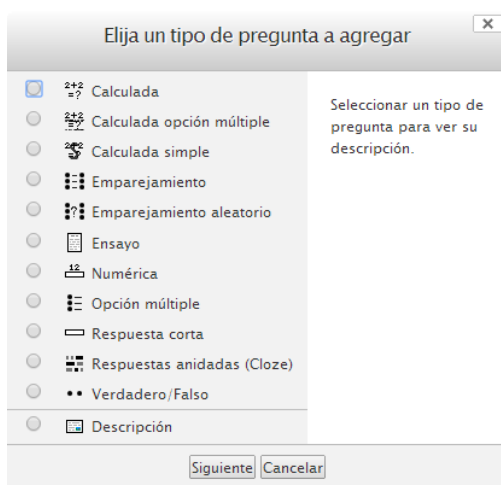 Elija un tipo de pregunta a agregar
Calculada
Calculada opción múltiple
Calculada simple
Emparejamiento
Emparejamiento aleatorio
Ensayo
Numérica
Opción múltiple
Respuesta corta
Respuestas anidadas (Cloze)
Verdadero/Falso
Descripción
Seleccionar un tipo de
pregunta para ver su
descripción.
Siguiente Cancelar